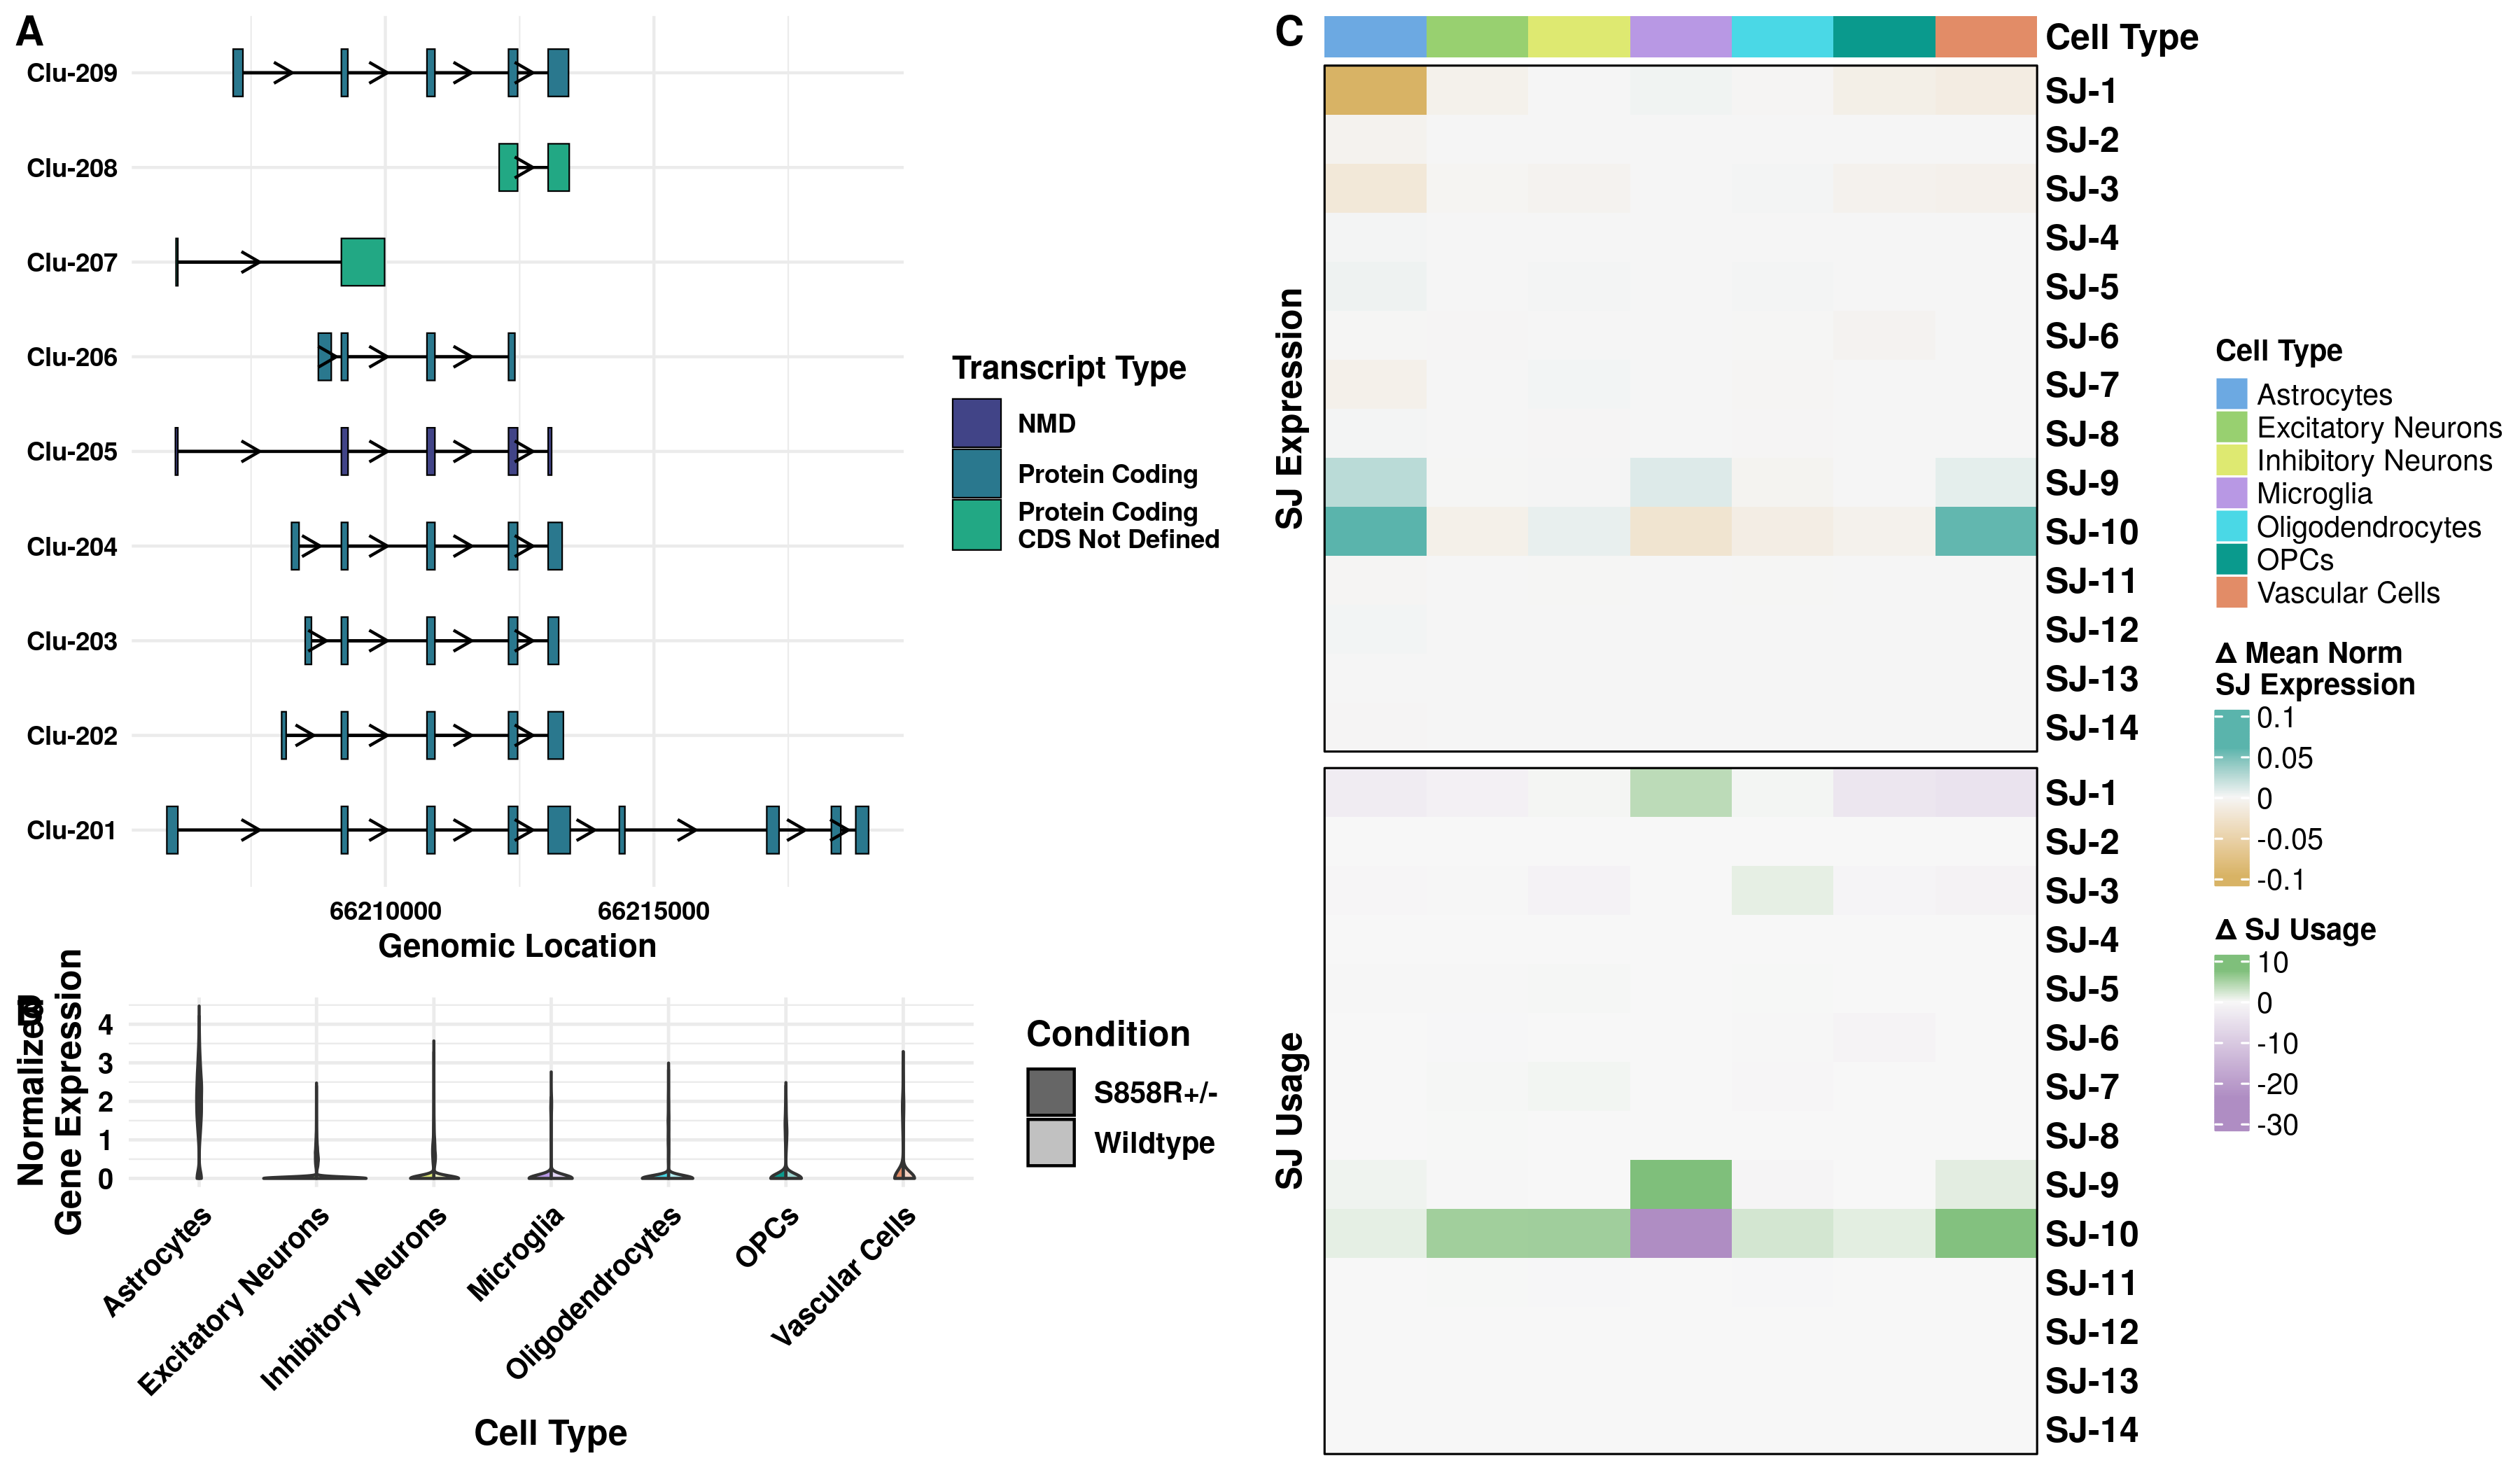 A
Clu-209
Clu-208
Clu-207
Clu-206
Clu-205
Clu-204
Clu-203
Clu-202
Clu-201
66210000
66215000
Genomic Location
Transcript Type
NMD
Protein Coding
Protein Coding
CDS Not Defined
Normalized
Gene Expression
4
3
2
1
0
Astrocytes
Excitatory Neurons
Inhibitory Neurons
Microglia
Oligodendrocytes
OPCs
Vascular Cells
Cell Type
Condition
S858R+/-
Wildtype
C
Cell Type
SJ Expression
SJ-1
SJ-2
SJ-3
SJ-4
SJ-5
SJ-6
SJ-7
SJ-8
SJ-9
SJ-10
SJ-11
SJ-12
SJ-13
SJ-14
SJ Usage
SJ-1
SJ-2
SJ-3
SJ-4
SJ-5
SJ-6
SJ-7
SJ-8
SJ-9
SJ-10
SJ-11
SJ-12
SJ-13
SJ-14
Cell Type
Astrocytes
Excitatory Neurons
Inhibitory Neurons
Microglia
Oligodendrocytes
OPCs
Vascular Cells
Δ Mean Norm
SJ Expression
0.1
0.05
0
-0.05
-0.1
Δ SJ Usage
10
0
-10
-20
-30